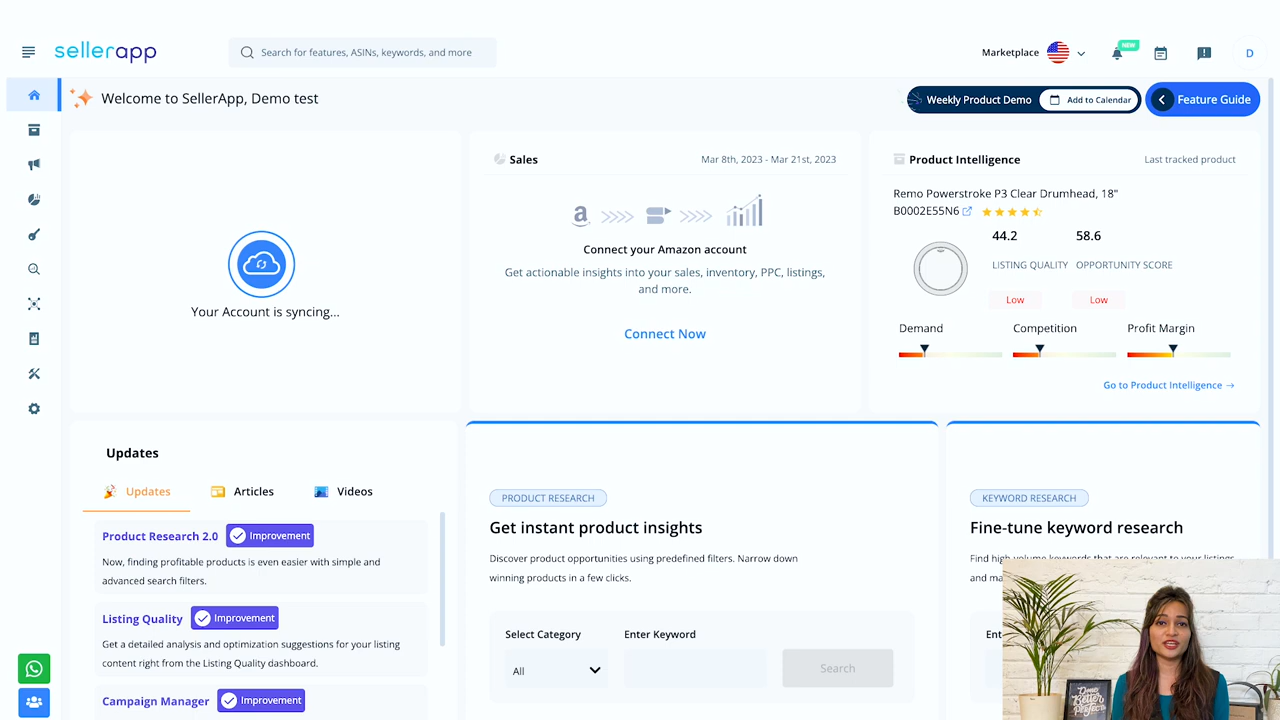 sellerapp
Search for features, ASINs, keywords, and more
Marketplace
NEW
D
Welcome to SellerApp, Demo test
Weekly Product Demo
Add to Calendar
Feature Guide
Your Account is syncing...
Sales
Mar 8th, 2023 - Mar 21st, 2023
a
Connect your Amazon account
Get actionable insights into your sales, inventory, PPC, listings,
and more.
Connect Now
Product Intelligence
Last tracked product
Remo Powerstroke P3 Clear Drumhead, 18"
B0002E55N6
44.2
58.6
LISTING QUALITY
OPPORTUNITY SCORE
Low
Low
Demand
Competition
Profit Margin
Go to Product Intelligence →
Updates
Updates
Articles
Videos
Product Research 2.0
Improvement
Now, finding profitable products is even easier with simple and
advanced search filters.
Listing Quality
Improvement
Get a detailed analysis and optimization suggestions for your listing
content right from the Listing Quality dashboard.
Campaign Manager
Improvement
PRODUCT RESEARCH
Get instant product insights
Discover product opportunities using predefined filters. Narrow down
winning products in a few clicks.
Select Category
Enter Keyword
All
Search
KEYWORD RESEARCH
Fine-tune keyword research
Find high volume keywords that are relevant to your listings
and ma
Ent
Done
Better
Perfect